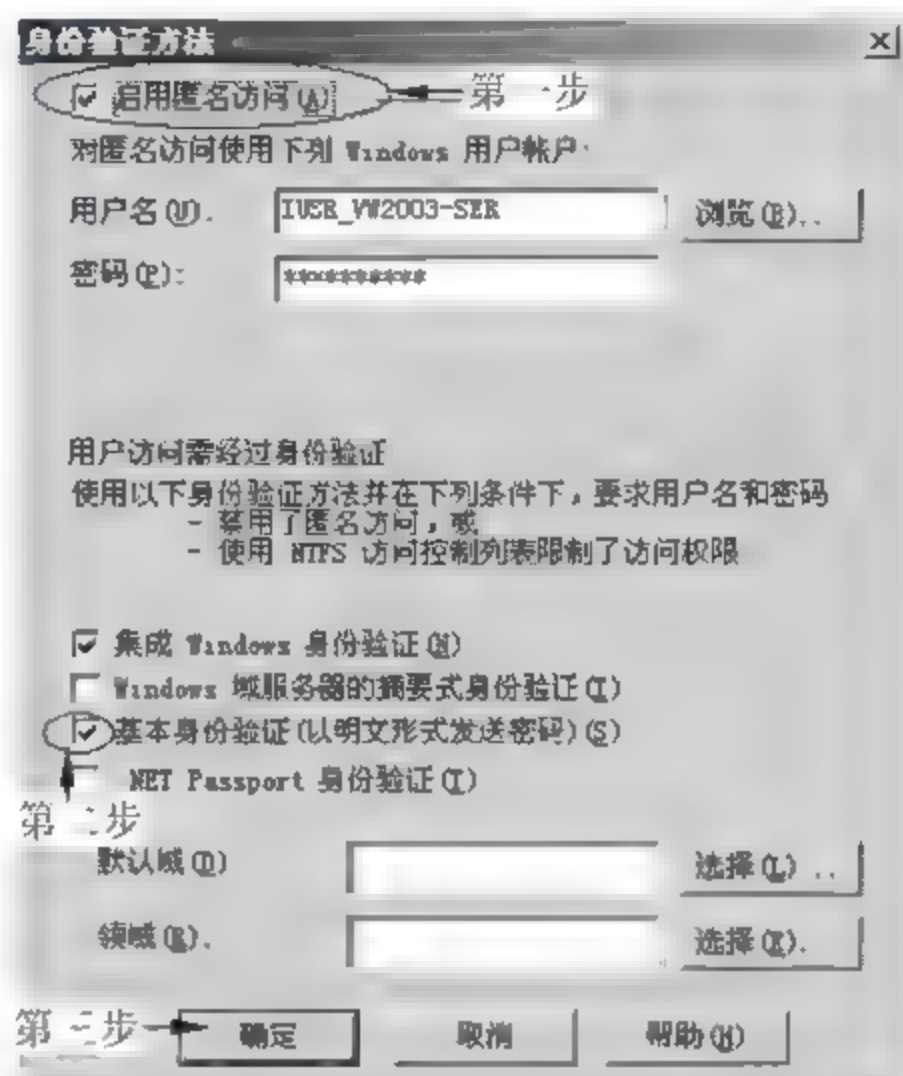 身份验证方法
启用匿名访问(A) 第一步
对匿名访问使用下列 Windows 用户帐户:
用户名(U). IUSR_VW2003-SER 浏览(B)..
密码(P): **********
用户访问需经过身份验证
使用以下身份验证方法并在下列条件下，要求用户名和密码
- 禁用了匿名访问，或
- 使用 NTFS 访问控制列表限制了访问权限
集成 Windows 身份验证(N)
Windows 域服务器的摘要式身份验证(I)
基本身份验证(以明文形式发送密码)(S)
NET Passport 身份验证(T)
第二步
默认域(D) 选择(L)..
领域(R). 选择(E).
第三步 确定 取消 帮助(H)